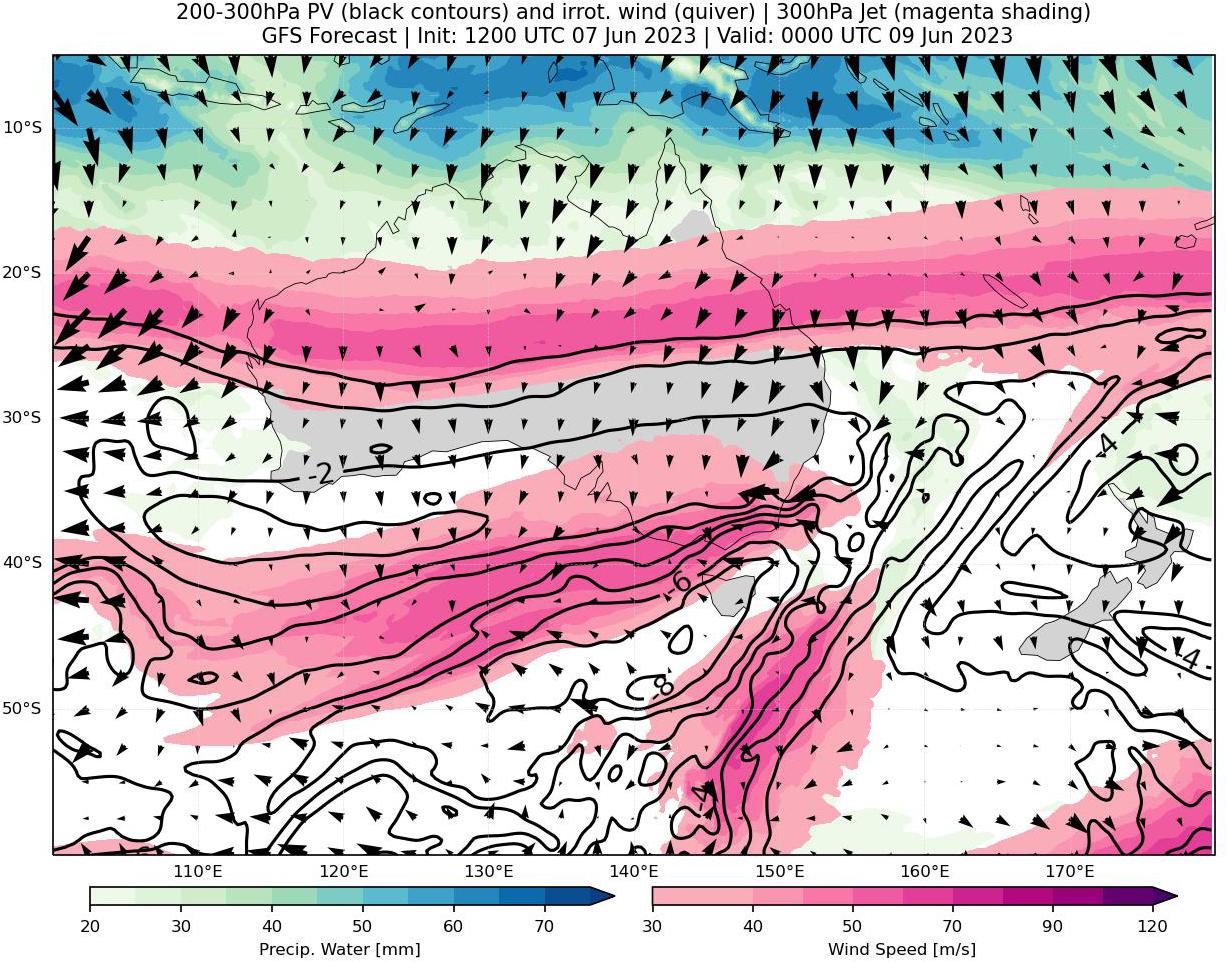 200-300hPa PV (black contours) and irrot. wind (quiver) | 300hPa Jet (magenta shading)
GFS Forecast | Init: 1200 UTC 07 Jun 2023 | Valid: 0000 UTC 09 Jun 2023
10°S
20°S
30°S
40°S
50°S
-2
-6
-8
-4
4
-4
110°E 120°E 130°E 140°E 150°E 160°E 170°E
20 30 40 50 60 70
Precip. Water [mm]
30 40 50 70 90 120
Wind Speed [m/s]